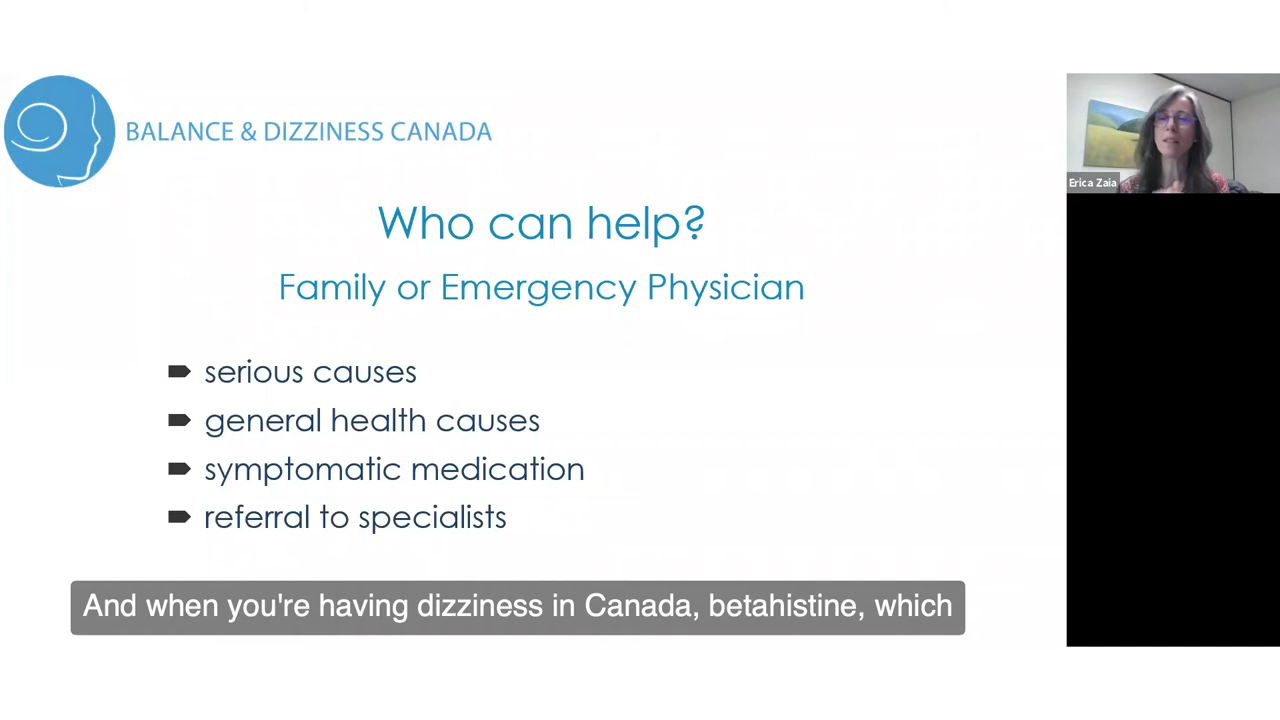 BALANCE & DIZZINESS CANADA
Erica Zaia
Who can help?
Family or Emergency Physician
serious causes
general health causes
symptomatic medication
referral to specialists
And when you're having dizziness in Canada, betahistine, which